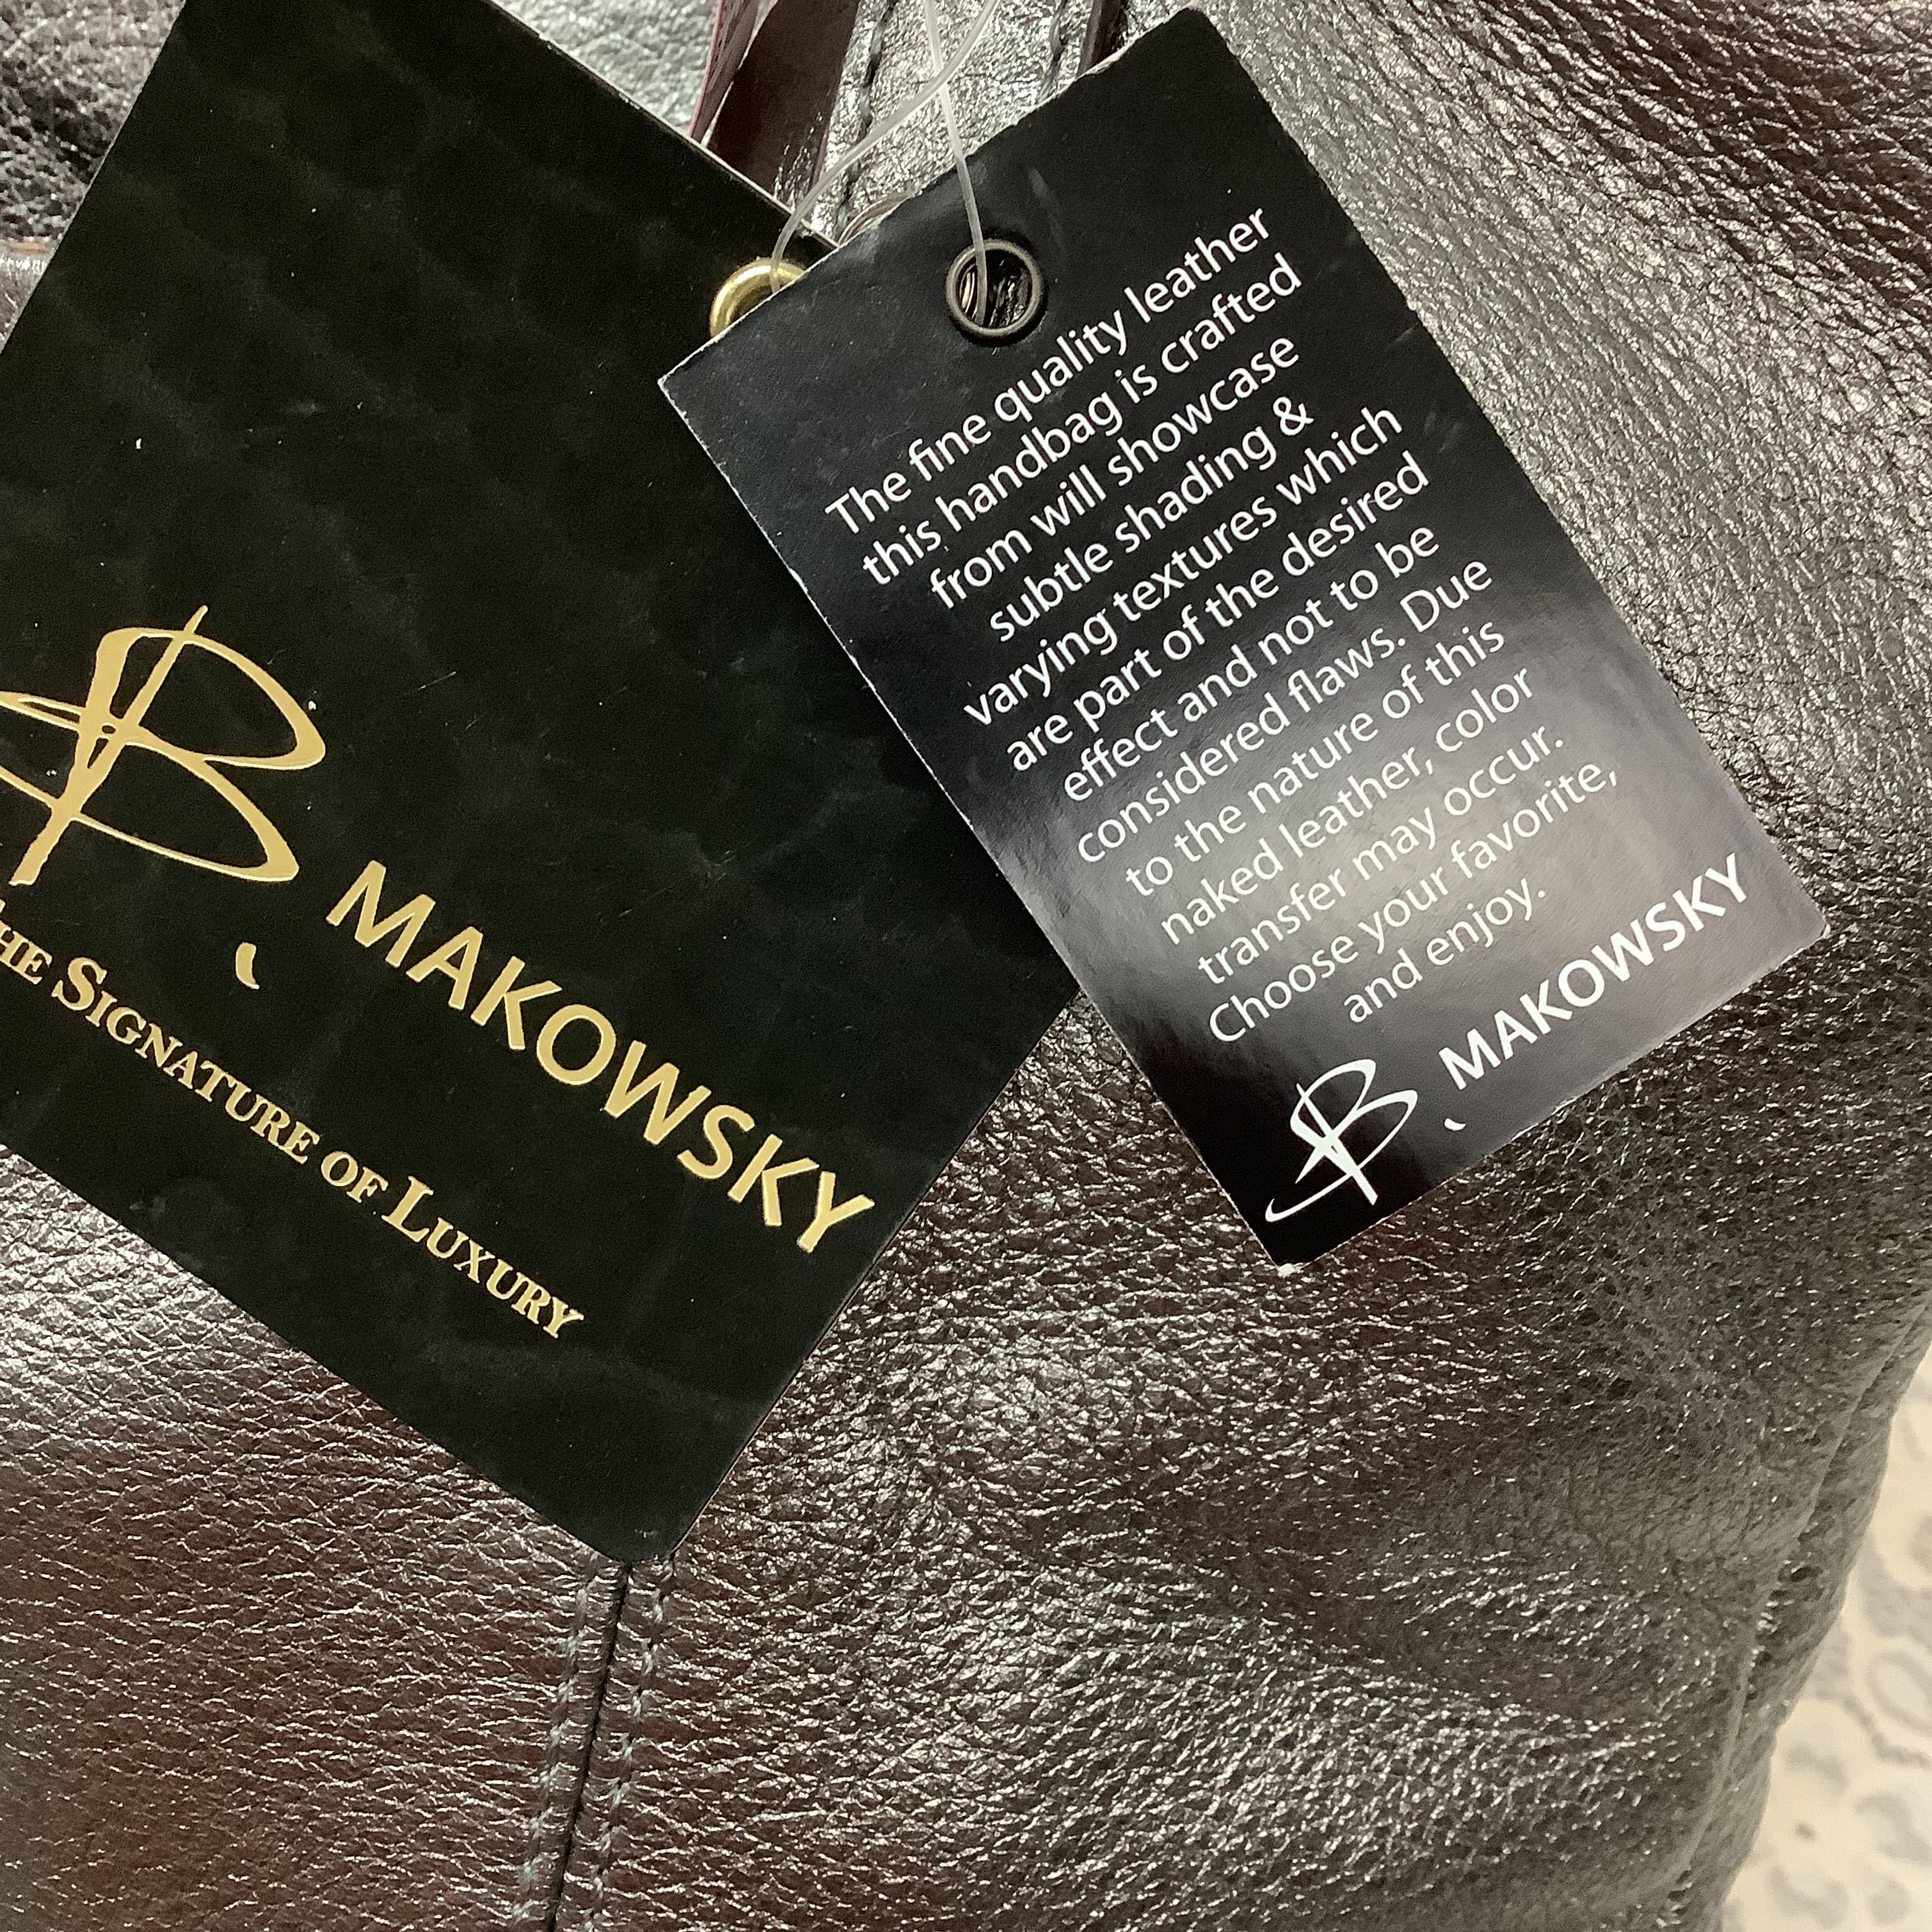 B. MAKOWSKY
THE SIGNATURE OF LUXURY
The fine quality leather
this handbag is crafted
from will showcase
subtle shading &
varying textures which
are part of the desired
effect and not to be
considered flaws. Due
to the nature of this
naked leather, color
transfer may occur.
Choose your favorite,
and enjoy.
B. MAKOWSKY